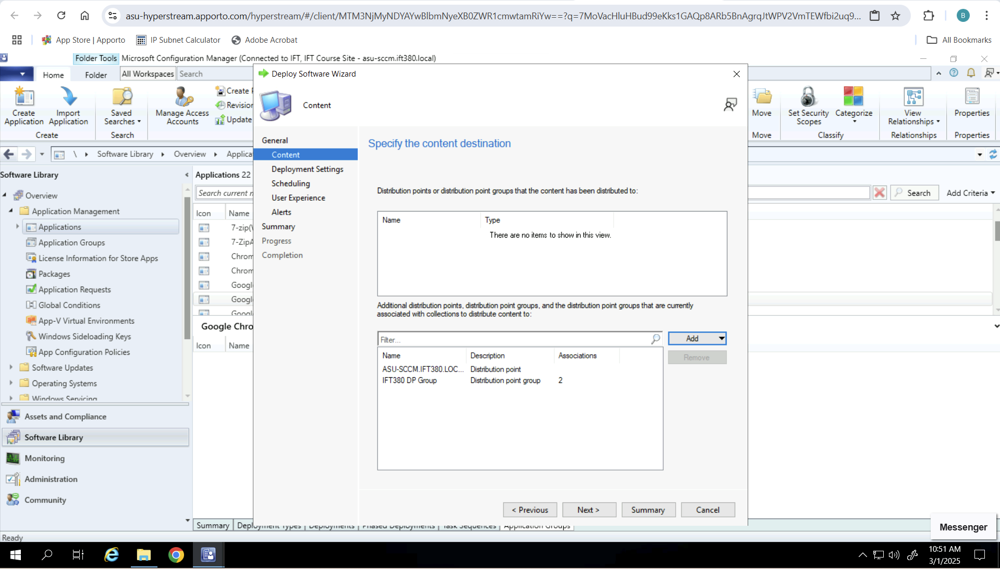 asu-hyperstream.apporto.com/hyperstream/#/client/MTM3NjMyNDYAYwBlbmNyeXB0ZWR1cmwtamRiYw==?q=7MoVacHluHBud99eKks1GAQp8ARb5BnAgrqJtWPV2VmTEWfbi2uq9...
B
App Store | Apporto
IP Subnet Calculator
Adobe Acrobat
All Bookmarks
Folder Tools
Microsoft Configuration Manager (Connected to IFT, IFT Course Site - asu-sccm.ift380.local)
Home
Folder
All Workspaces
Search
Create Application
Import Application
Create
Saved Searches
Search
Manage Access Accounts
Create
Revision
Update
Move
Move
Set Security Scopes
Categorize
Classify
View Relationships
Relationships
Properties
Properties
\
Software Library
Overview
Applica
Software Library
Overview
Application Management
Applications
Application Groups
License Information for Store Apps
Packages
Application Requests
Global Conditions
App-V Virtual Environments
Windows Sideloading Keys
App Configuration Policies
Software Updates
Operating Systems
Windows Servicing
Assets and Compliance
Software Library
Monitoring
Administration
Community
Ready
Applications 22
Search current n
Search
Add Criteria
Icon
Name
7-zip(
7-ZipA
Chrom
Chrom
Googl
Googl
Googl
Google Chro
Icon
Name
Summary
Deployment Types
Deployments
Phased Deployments
Task Sequences
Application Groups
Deploy Software Wizard
Content
General
Content
Deployment Settings
Scheduling
User Experience
Alerts
Summary
Progress
Completion
Specify the content destination
Distribution points or distribution point groups that the content has been distributed to:
Name
Type
There are no items to show in this view.
Additional distribution points, distribution point groups, and the distribution point groups that are currently
associated with collections to distribute content to:
Filter...
Add
Remove
Name
Description
Associations
ASU-SCCM.IFT380.LOC...
Distribution point
IFT380 DP Group
Distribution point group
2
< Previous
Next >
Summary
Cancel
Messenger
10:51 AM
3/1/2025